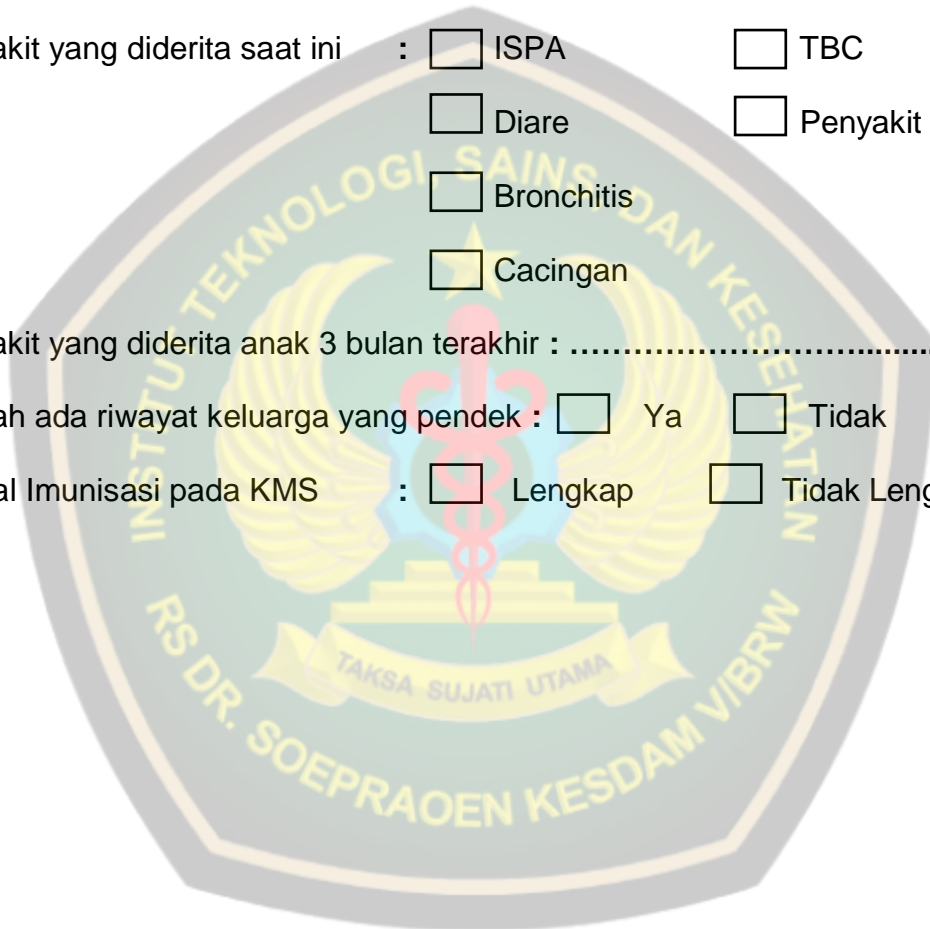 akit yang diderita saat ini : ISPA TBC
Diare Penyakit
Bronchitis
Cacingan
akit yang diderita anak 3 bulan terakhir : ……………………….........
ah ada riwayat keluarga yang pendek : Ya Tidak
al Imunisasi pada KMS : Lengkap Tidak Leng
INSTITUT TEKNOLOGI, SAINS, DAN KESEHATAN
TAKSA SUJATI UTAMA
RS DR. SOEPRAOEN KESDAM V/BRW